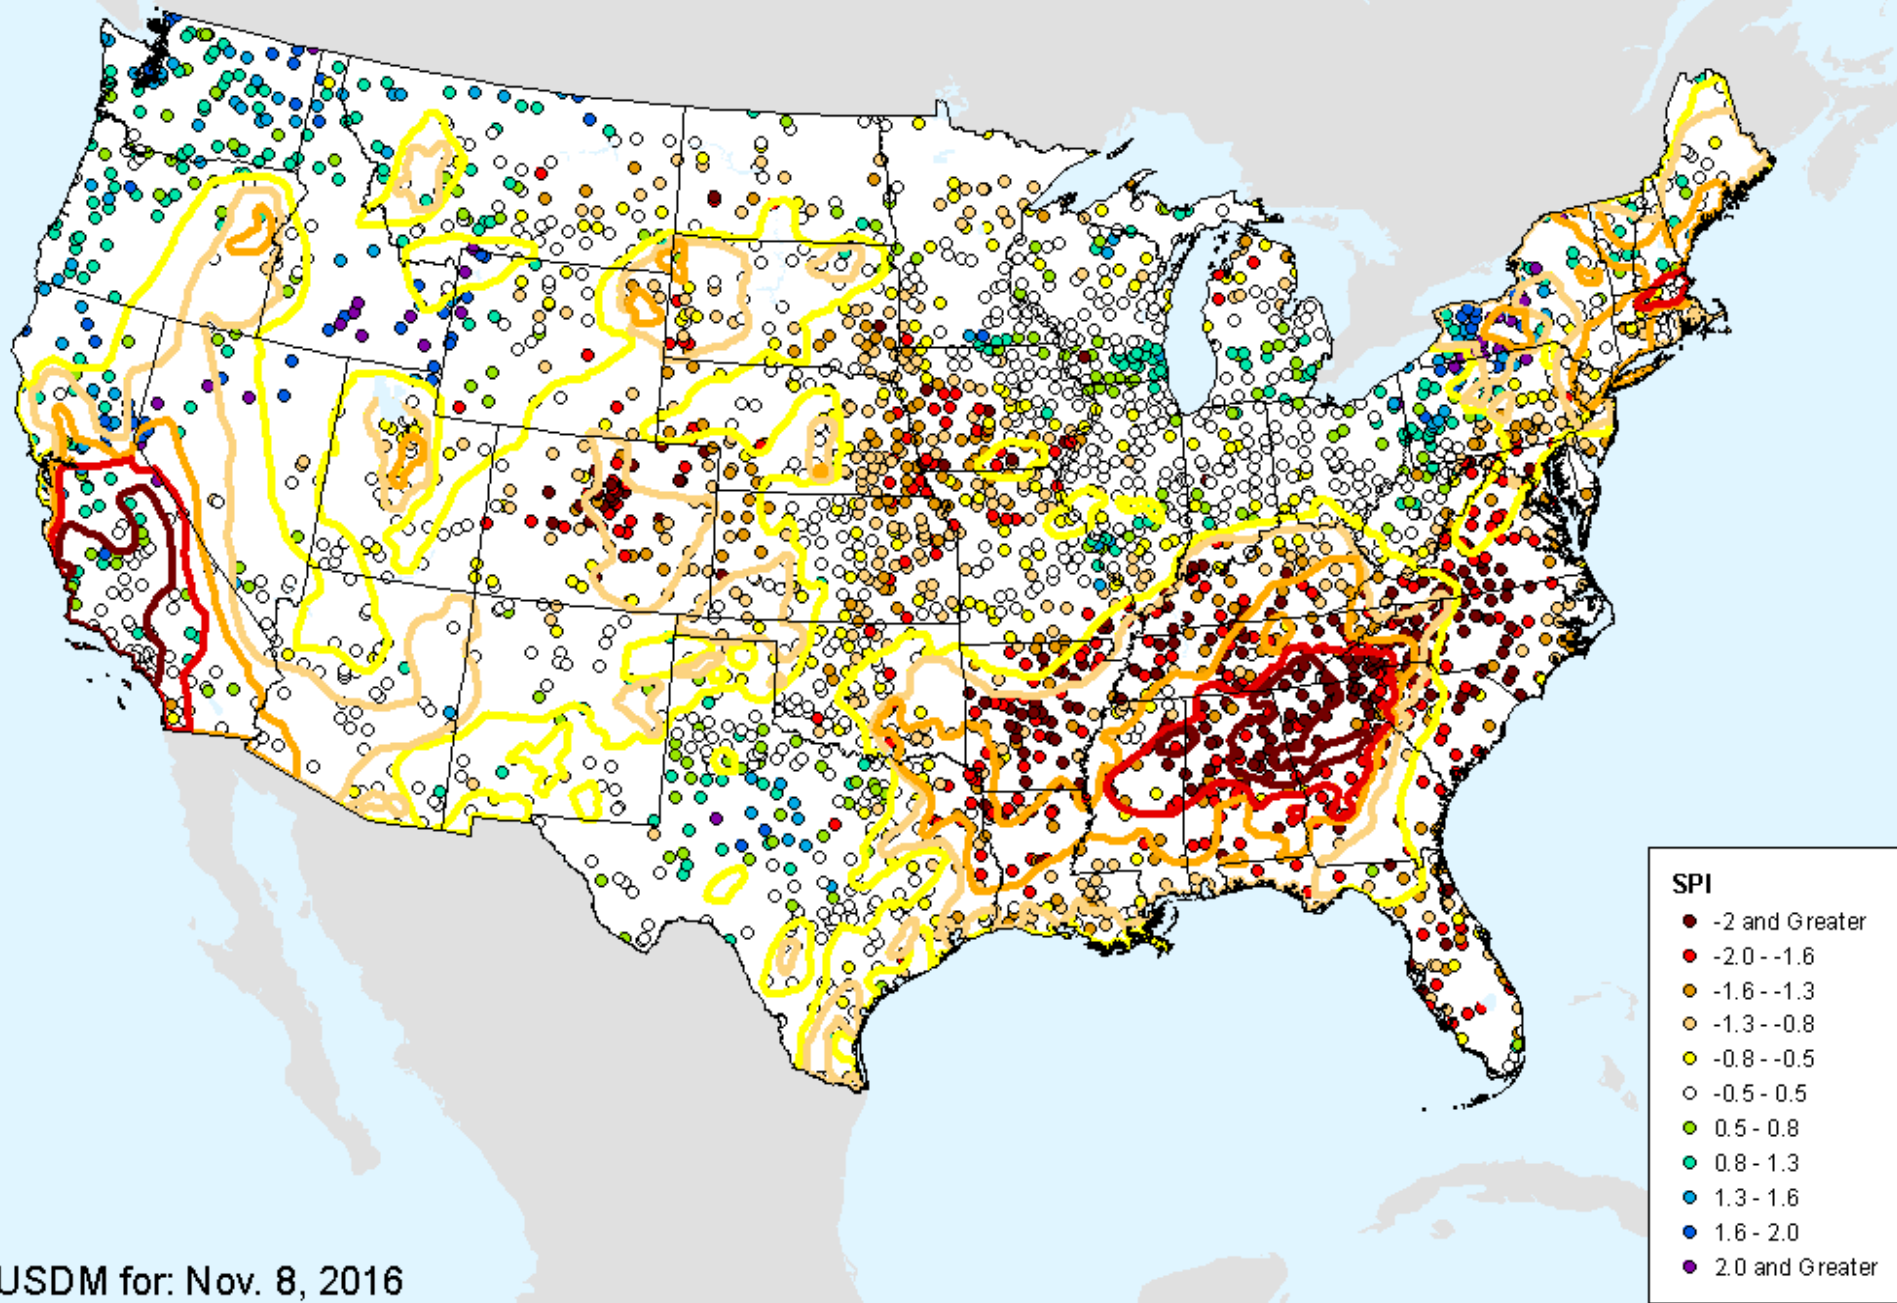 SPI
-2 and Greater
-2.0 - -1.6
-1.6 - -1.3
-1.3 - -0.8
-0.8 - -0.5
-0.5 - 0.5
0.5 - 0.8
0.8 - 1.3
1.3 - 1.6
1.6 - 2.0
2.0 and Greater
USDM for: Nov. 8, 2016